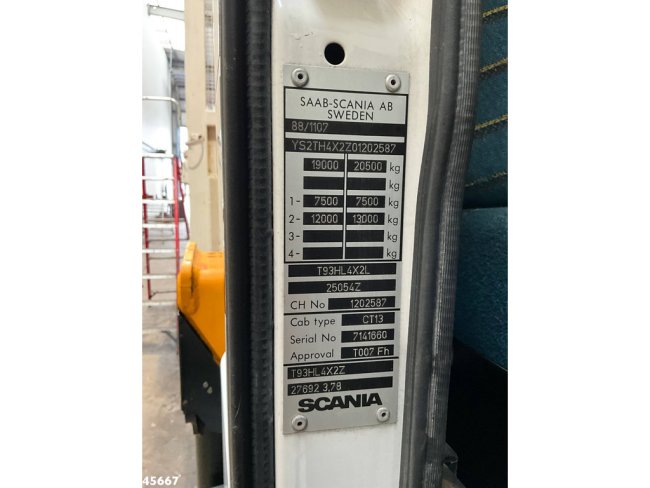 SAAB-SCANIA AB
SWEDEN
88/1107
YS2TH4X2Z01202587
19000 20500 kg
kg
1- 7500 7500 kg
2- 12000 13000 kg
3- kg
4- kg
T93HL4X2L
25054Z
CH No 1202587
Cab type CT13
Serial No 7141660
Approval T007 Fh
T93HL4X2Z
27692 3.78
SCANIA
45667